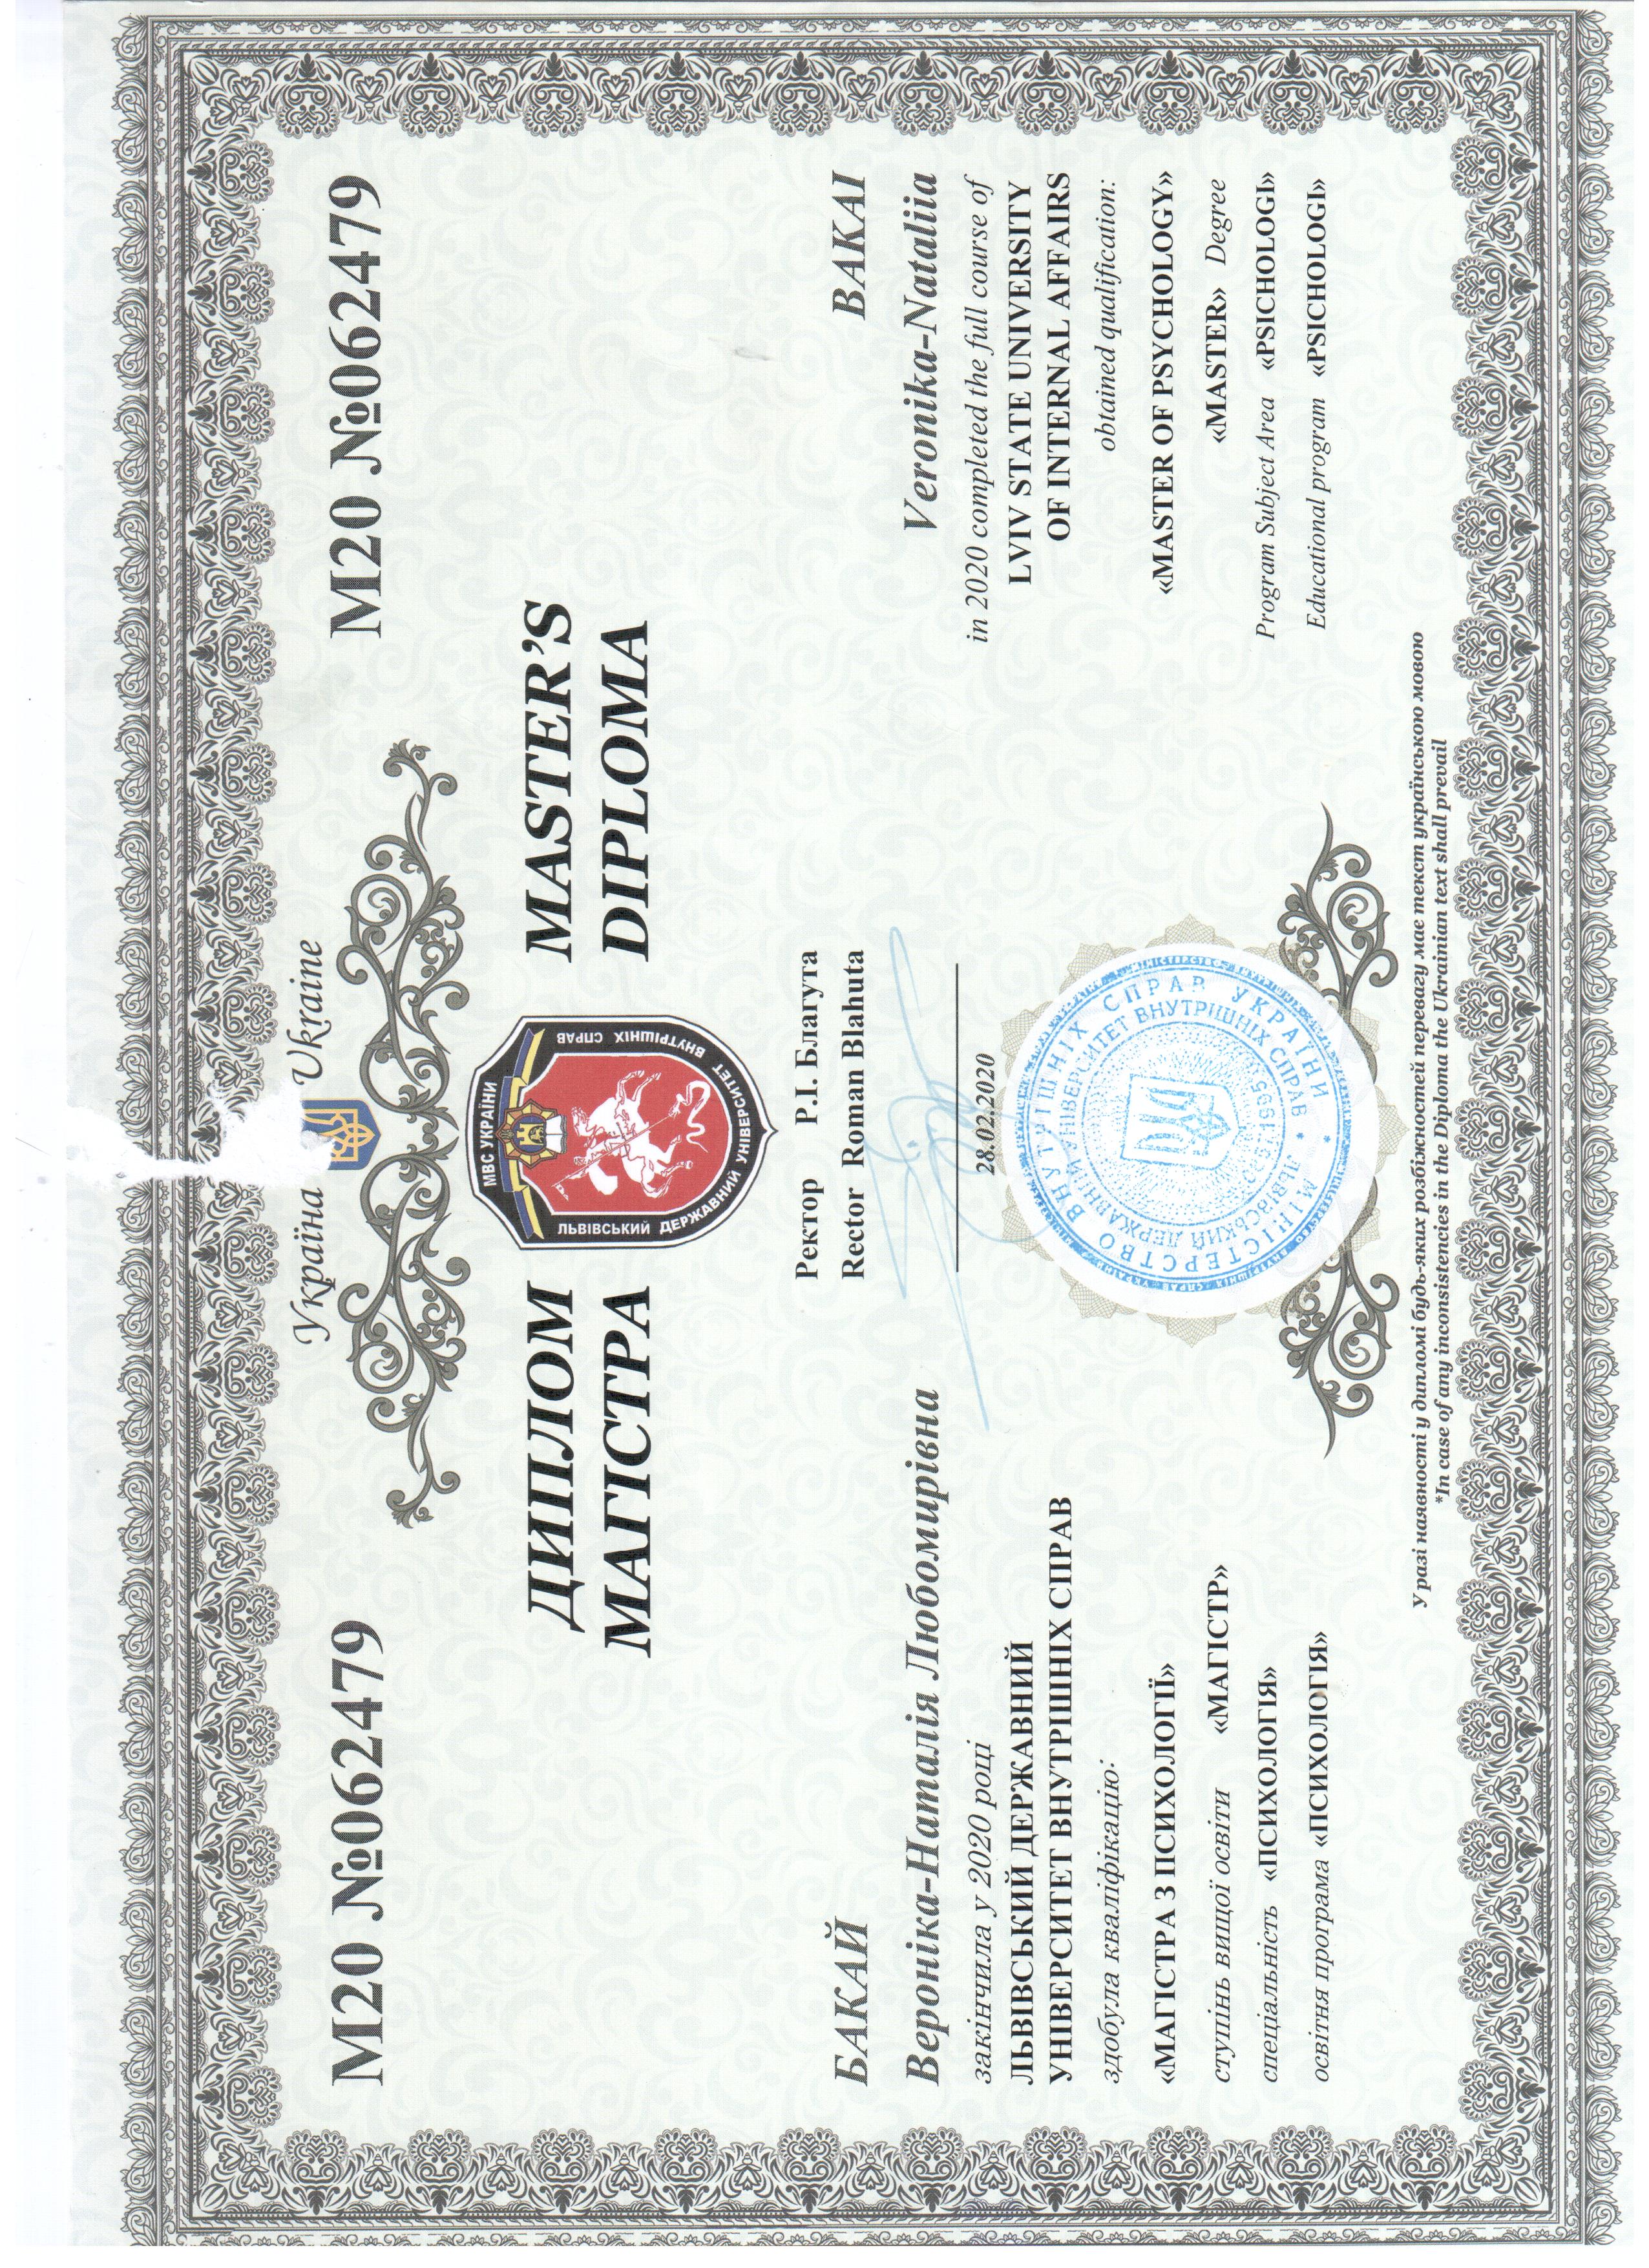 Україна Ukraine
М20 №062479 М20 №062479
МВС УКРАЇНИ
ЛЬВІВСЬКИЙ ДЕРЖАВНИЙ УНІВЕРСИТЕТ ВНУТРІШНІХ СПРАВ
ДИПЛОМ
МАГІСТРА
MASTER’S
DIPLOMA
Ректор Р.І. Благута
Rector Roman Blahuta
28.02.2020
БАКАЙ
Вероніка-Наталія Любомирівна
закінчила у 2020 році
ЛЬВІВСЬКИЙ ДЕРЖАВНИЙ
УНІВЕРСИТЕТ ВНУТРІШНІХ СПРАВ
здобула кваліфікацію:
«МАГІСТРА З ПСИХОЛОГІЇ»
ступінь вищої освіти «МАГІСТР»
спеціальність «ПСИХОЛОГІЯ»
освітня програма «ПСИХОЛОГІЯ»
BAKAI
Veronika-Nataliia
in 2020 completed the full course of
LVIV STATE UNIVERSITY
OF INTERNAL AFFAIRS
obtained qualification:
«MASTER OF PSYCHOLOGY»
«MASTER» Degree
Program Subject Area «PSICHOLOGI»
Educational program «PSICHOLOGI»
МІНІСТЕРСТВО ВНУТРІШНІХ СПРАВ УКРАЇНИ
ЛЬВІВСЬКИЙ ДЕРЖАВНИЙ УНІВЕРСИТЕТ ВНУТРІШНІХ СПРАВ
У разі наявності у дипломі будь-яких розбіжностей перевагу має текст українською мовою
*In case of any inconsistencies in the Diploma the Ukrainian text shall prevail